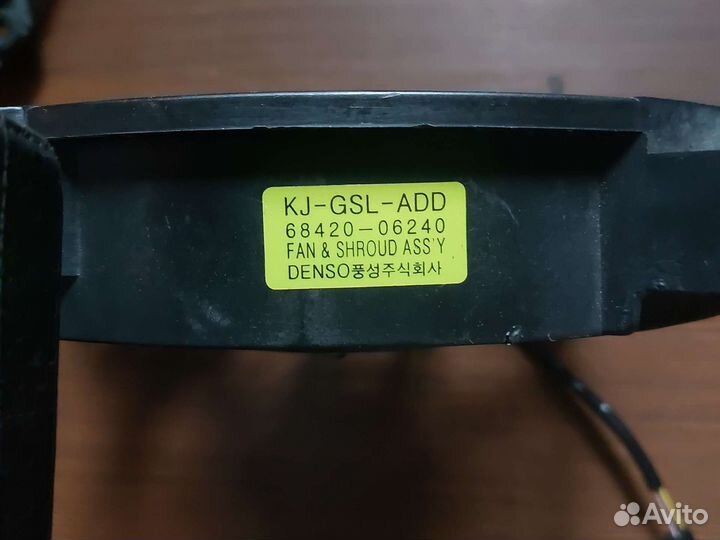 KJ-GSL-ADD
68420-06240
FAN & SHROUD ASS'Y
DENSO풍성주식회사
Avito